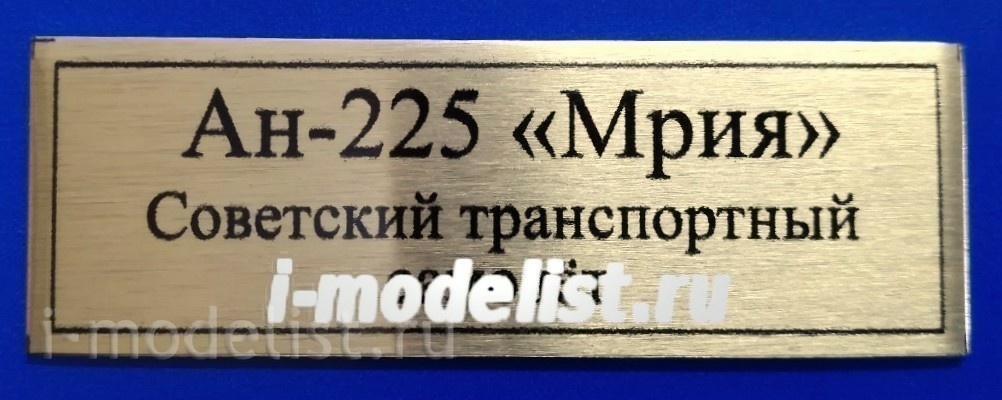 Ан-225 «Мрия»
Советский транспортный
i-modelist.ru
i-modelist.ru